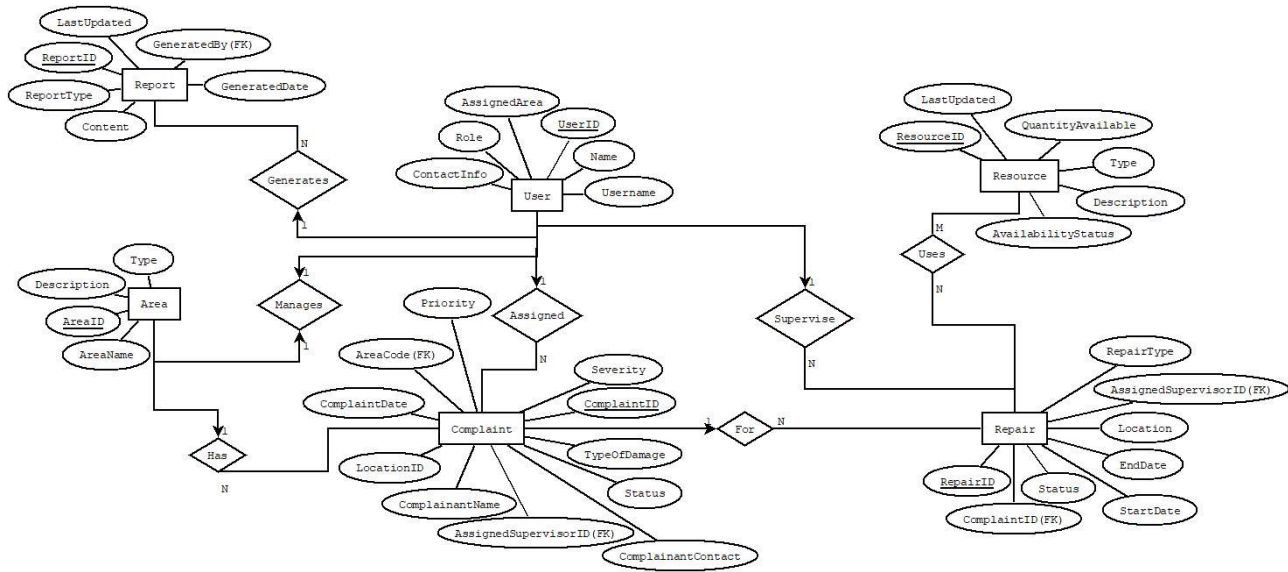 LastUpdated
GeneratedBy(FK)
ReportID
Report
GeneratedDate
ReportType
Content
N
Generates
1
AssignedArea
UserID
Role
Name
ContactInfo
User
Username
LastUpdated
QuantityAvailable
ResourceID
Type
Resource
Description
AvailabilityStatus
M
Uses
N
Type
Description
Area
AreaID
AreaName
1
Manages
1
1
Assigned
N
1
Supervise
N
Priority
AreaCode(FK)
Severity
ComplaintDate
ComplaintID
Complaint
TypeOfDamage
LocationID
Status
ComplainantName
AssignedSupervisorID(FK)
ComplainantContact
1
Has
N
1
For
N
RepairType
AssignedSupervisorID(FK)
Location
Repair
EndDate
RepairID
Status
StartDate
ComplaintID(FK)